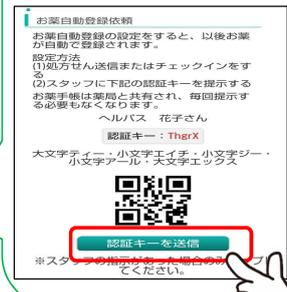 お薬自動登録依頼
お薬自動登録の設定をすると、以後お薬
が自動で登録されます。
設定方法
(1)処方せん送信またはチェックインをす
る
(2)スタッフに下記の認証キーを提示する
お薬手帳は薬局と共有され、毎回提示す
る必要もなくなります。
ヘルパス 花子さん
認証キー：ThgrX
大文字ティー・小文字エイチ・小文字ジー・
小文字アール・大文字エックス
認証キーを送信
※スタッフの指示があった場合のみ
てください。